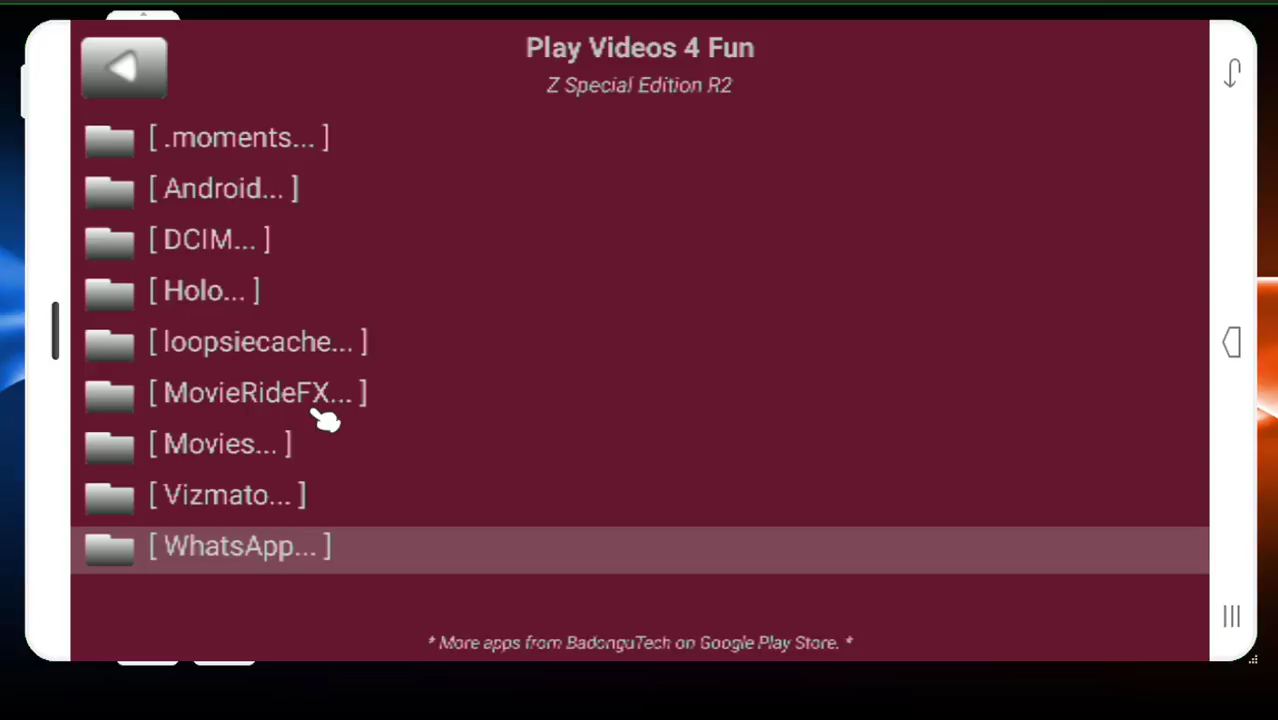 Play Videos 4 Fun
Z Special Edition R2
[ .moments... ]
[ Android... ]
[ DCIM... ]
[ Holo... ]
[ loopsiecache... ]
[ MovieRideFX... ]
[ Movies... ]
[ Vizmato... ]
[ WhatsApp... ]
* More apps from BadonguTech on Google Play Store. *